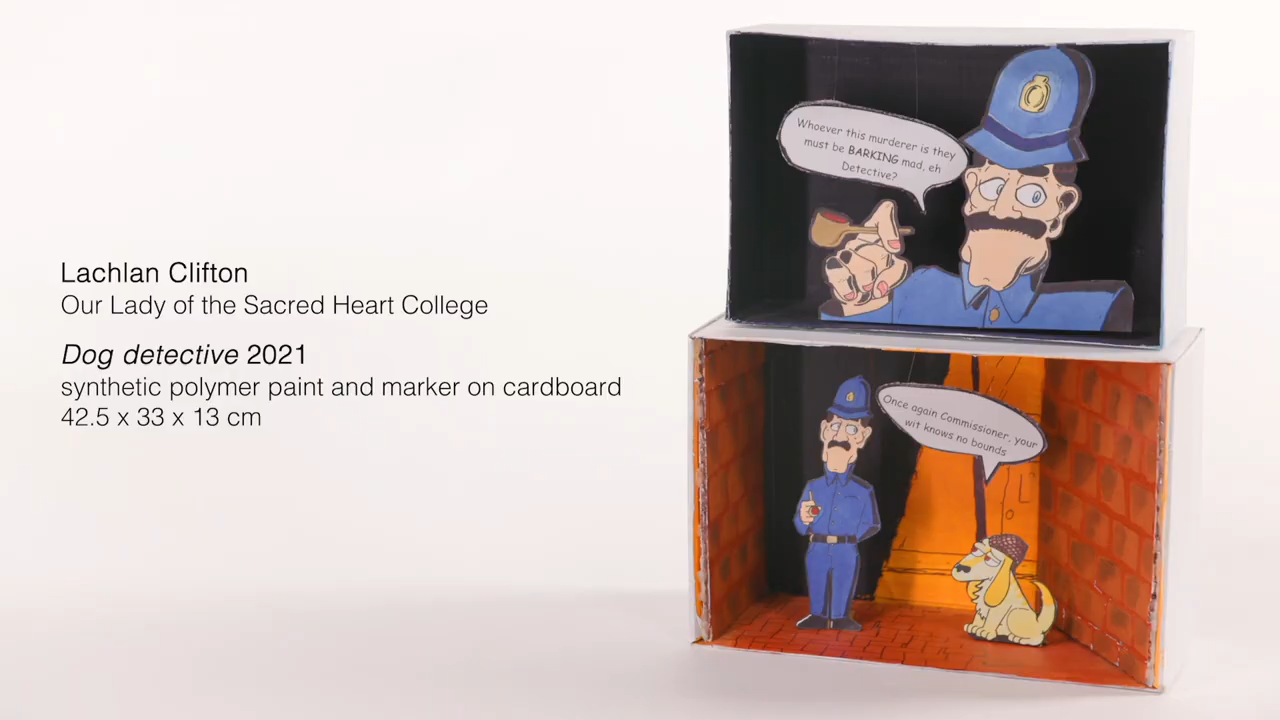 Lachlan Clifton
Our Lady of the Sacred Heart College
Dog detective 2021
synthetic polymer paint and marker on cardboard
42.5 x 33 x 13 cm
Whoever this murderer is they
must be BARKING mad, eh
Detective?
Once again Commissioner, your
wit knows no bounds